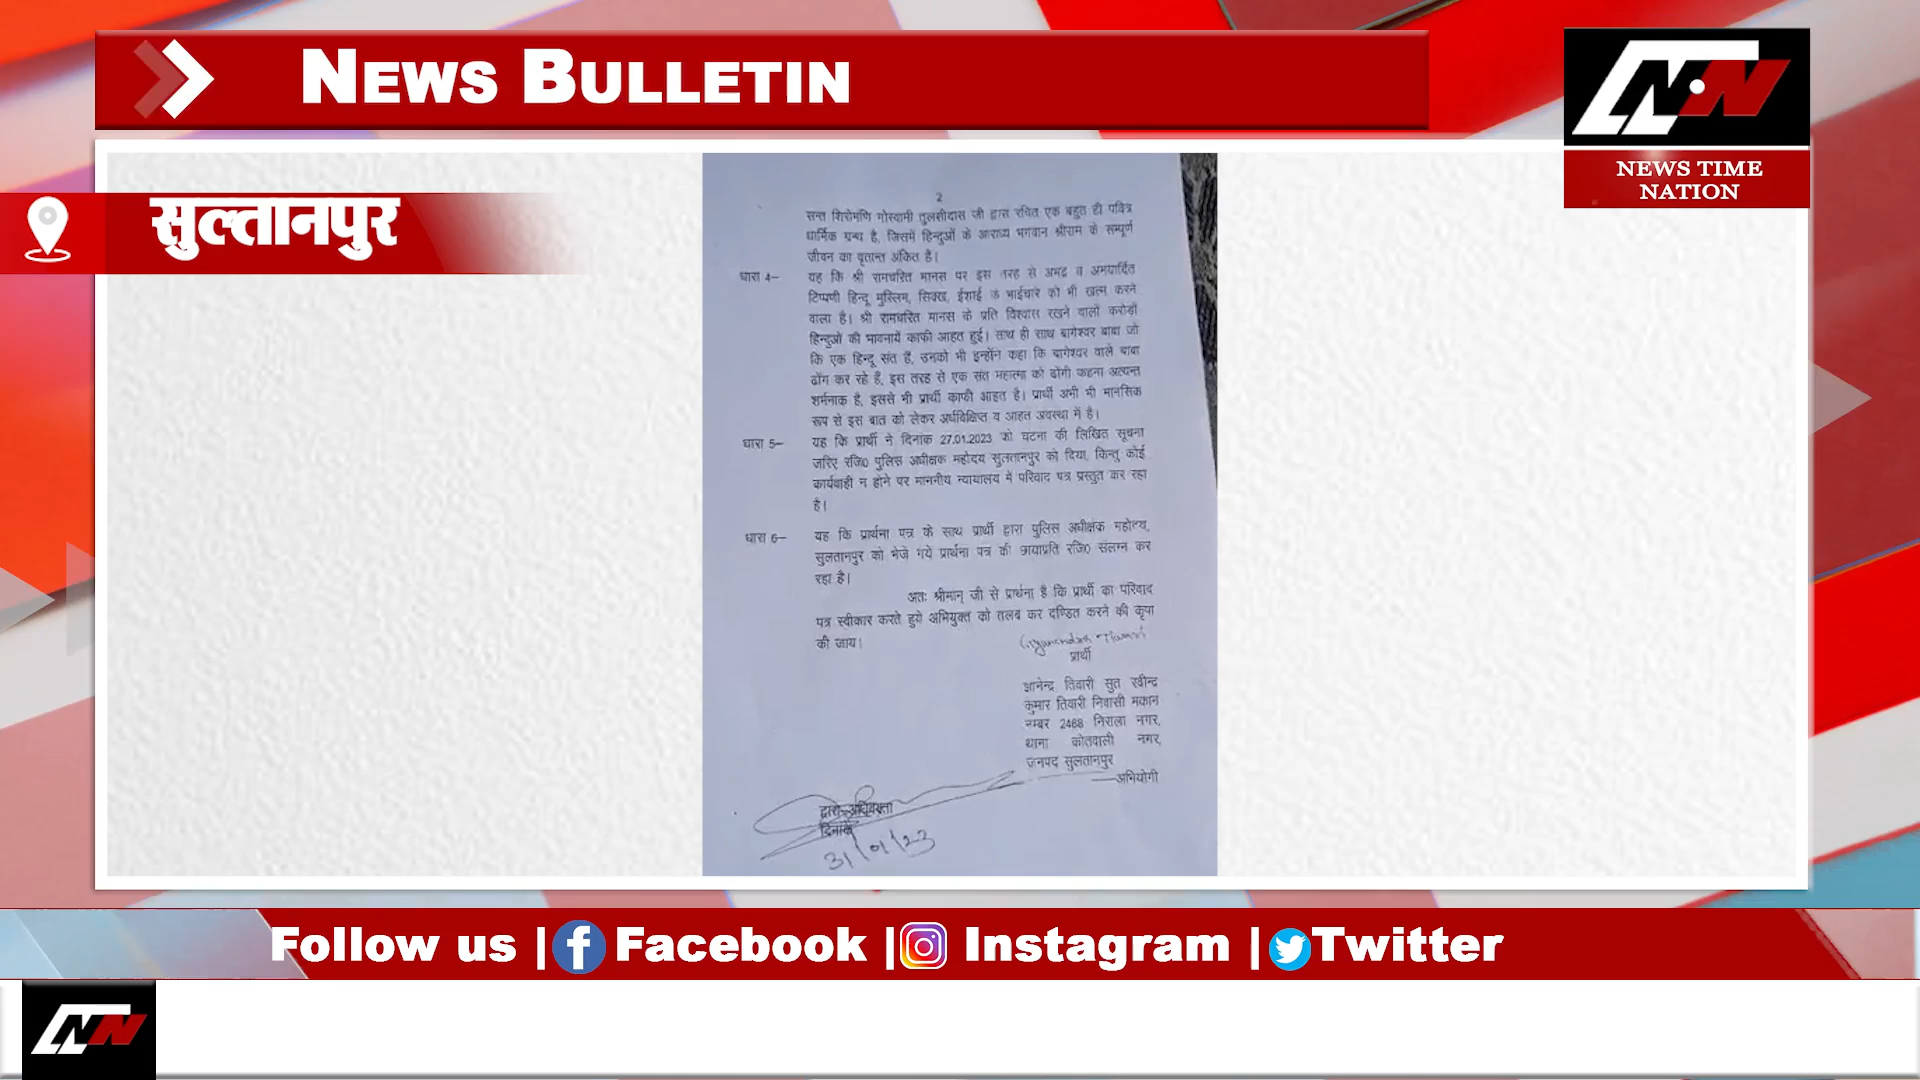 NEWS BULLETIN
NN
NEWS TIME
NATION
सुल्तानपुर
2
सन्त शिरोमणि गोस्वामी तुलसीदास जी द्वारा रचित एक बहुत ही पवित्र
धार्मिक ग्रन्थ है, जिसमें हिन्दुओं के आराध्य भगवान श्रीराम के सम्पूर्ण
जीवन का वृतान्त अंकित है।
धारा 4— यह कि श्री रामचरित मानस पर इस तरह से अभद्र व अमर्यादित
टिप्पणी हिन्दू मुस्लिम, सिक्ख, ईशाई के भाईचारे को भी खत्म करने
वाला है। श्री रामचरित मानस के प्रति विश्वास रखने वालों करोड़ों
हिन्दुओं की भावनायें काफी आहत हुई। साथ ही साथ बागेश्वर बाबा जो
कि एक हिन्दू संत हैं, उनको भी इन्होंने कहा कि बागेश्वर वाले बाबा
ढोंग कर रहे हैं, इस तरह से एक संत महात्मा को ढोंगी कहना अत्यन्त
शर्मनाक है, इससे भी प्रार्थी काफी आहत है। प्रार्थी अभी भी मानसिक
रूप से इस बात को लेकर अर्धविक्षिप्त व आहत अवस्था में है।
धारा 5— यह कि प्रार्थी ने दिनांक 27.01.2023 को घटना की लिखित सूचना
जरिए रजि0 पुलिस अधीक्षक महोदय सुलतानपुर को दिया, किन्तु कोई
कार्यवाही न होने पर माननीय न्यायालय में परिवाद पत्र प्रस्तुत कर रहा
है।
धारा 6— यह कि प्रार्थना पत्र के साथ प्रार्थी द्वारा पुलिस अधीक्षक महोदय,
सुलतानपुर को भेजे गये प्रार्थना पत्र की छायाप्रति रजि0 संलग्न कर
रहा है।
अतः श्रीमान् जी से प्रार्थना है कि प्रार्थी का परिवाद
पत्र स्वीकार करते हुये अभियुक्त को तलब कर दण्डित करने की कृपा
की जाय।
Gyanendra Tiwari
प्रार्थी
ज्ञानेन्द्र तिवारी सुत रवीन्द्र
कुमार तिवारी निवासी मकान
नम्बर 2468 निराला नगर,
थाना कोतवाली नगर,
जनपद सुलतानपुर
—अभियोगी
द्वारा अधिवक्ता
दिनांक
31/01/23
Follow us | Facebook | Instagram | Twitter
NN